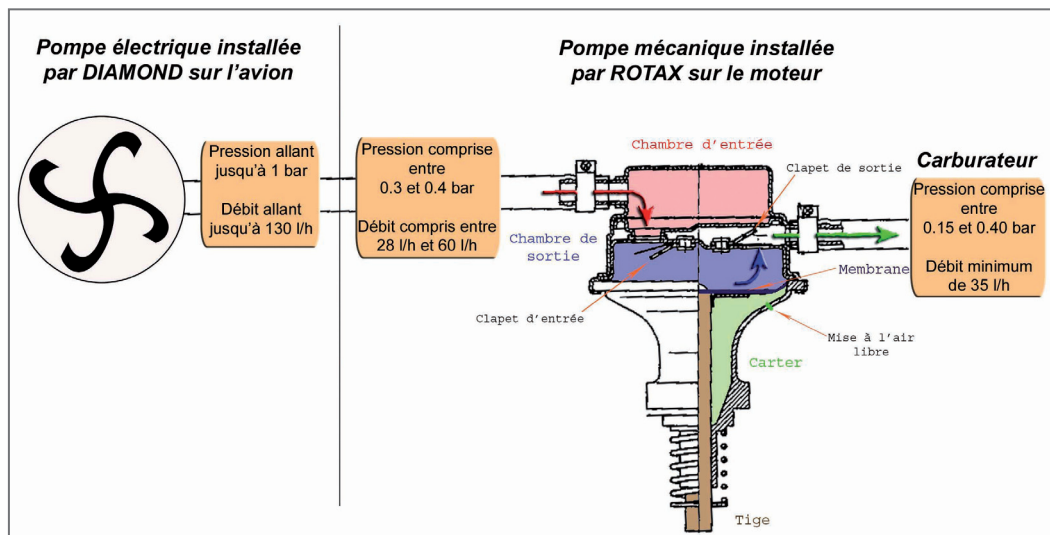 Pompe électrique installée
par DIAMOND sur l'avion
Pompe mécanique installée
par ROTAX sur le moteur
Pression allant
jusqu'à 1 bar
Débit allant
jusqu'à 130 l/h
Pression comprise
entre
0.3 et 0.4 bar
Débit compris entre
28 l/h et 60 l/h
Chambre d'entrée
Clapet de sortie
Carburateur
Pression comprise
entre
0.15 et 0.40 bar
Débit minimum
de 35 l/h
Chambre de
sortie
Membrane
Clapet d'entrée
Mise à l'air
libre
Carter
Tige